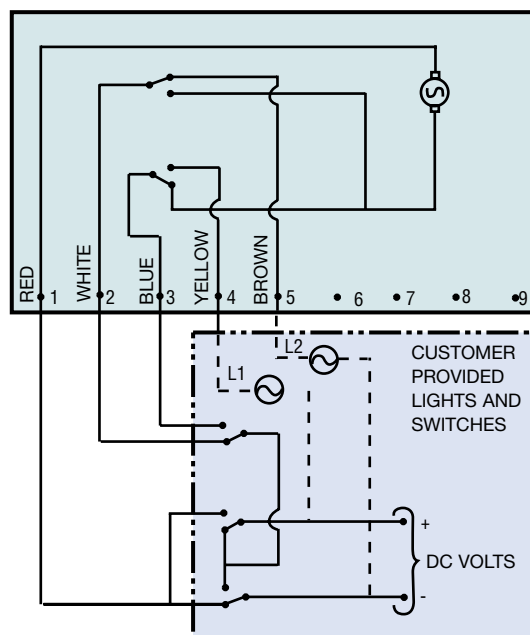 RED
WHITE
BLUE
YELLOW
BROWN
1
2
3
4
5
6
7
8
9
L1
L2
CUSTOMER
PROVIDED
LIGHTS AND
SWITCHES
+
DC VOLTS
-